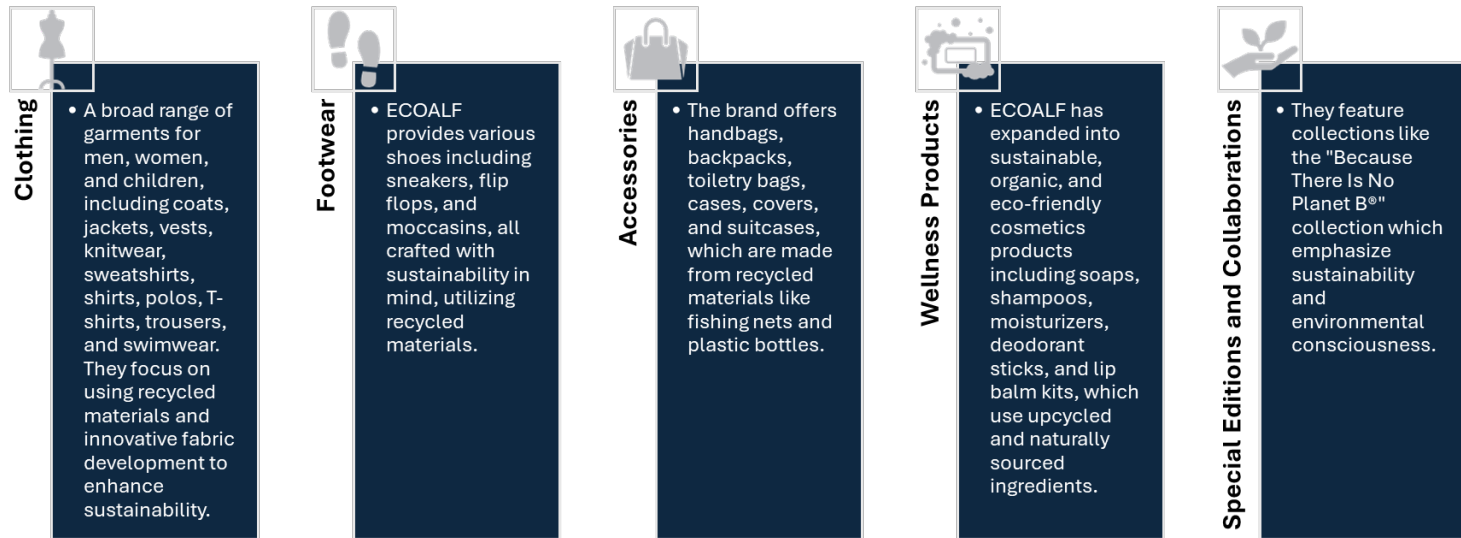 Clothing
• A broad range of
garments for
men, women,
and children,
including coats,
jackets, vests,
knitwear,
sweatshirts,
shirts, polos, T-
shirts, trousers,
and swimwear.
They focus on
using recycled
materials and
innovative fabric
development to
enhance
sustainability.
Footwear
• ECOALF
provides various
shoes including
sneakers, flip
flops, and
moccasins, all
crafted with
sustainability in
mind, utilizing
recycled
materials.
Accessories
• The brand offers
handbags,
backpacks,
toiletry bags,
cases, covers,
and suitcases,
which are made
from recycled
materials like
fishing nets and
plastic bottles.
Wellness Products
• ECOALF has
expanded into
sustainable,
organic, and
eco-friendly
cosmetics
products
including soaps,
shampoos,
moisturizers,
deodorant
sticks, and lip
balm kits, which
use upcycled
and naturally
sourced
ingredients.
Special Editions and Collaborations
• They feature
collections like
the "Because
There Is No
Planet B®"
collection which
emphasize
sustainability
and
environmental
consciousness.